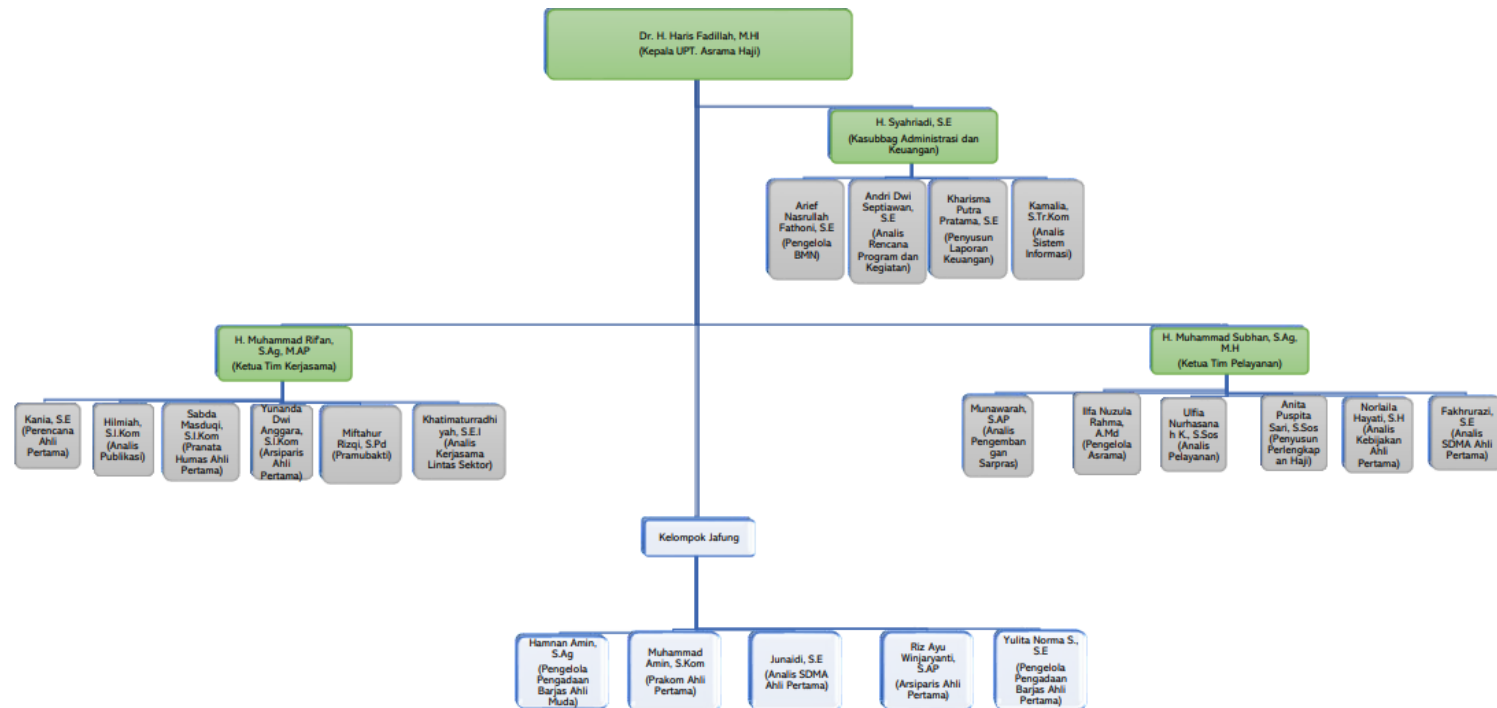 Dr. H. Haris Fadillah, M.HI
(Kepala UPT. Asrama Haji)
H. Syahriadi, S.E
(Kasubbag Administrasi dan
Keuangan)
Arief
Nasrullah
Fathoni, S.E
(Pengelola
BMN)
Andri Dwi
Septiawan,
S.E
(Analis
Rencana
Program dan
Kegiatan)
Kharisma
Putra
Pratama, S.E
(Penyusun
Laporan
Keuangan)
Kamalia,
S.Tr.Kom
(Analis
Sistem
Informasi)
H. Muhammad Rif'an,
S.Ag, M.AP
(Ketua Tim Kerjasama)
Kania, S.E
(Perencana
Ahli
Pertama)
Hilmiah,
S.I.Kom
(Analis
Publikasi)
Sabda
Masduqi,
S.I.Kom
(Pranata
Humas Ahli
Pertama)
Yunanda
Dwi
Anggara,
S.I.Kom
(Arsiparis
Ahli
Pertama)
Miftahur
Rizqi, S.Pd
(Pramubakti)
Khatimaturradhi
yah, S.E.I
(Analis
Kerjasama
Lintas Sektor)
H. Muhammad Subhan, S.Ag,
M.H
(Ketua Tim Pelayanan)
Munawarah,
S.AP
(Analis
Pengemban
gan
Sarpras)
Ilfa Nuzula
Rahma,
A.Md
(Pengelola
Asrama)
Ulfia
Nurhasana
h K., S.Sos
(Analis
Pelayanan)
Anita
Puspita
Sari, S.Sos
(Penyusun
Perlengkap
an Haji)
Norlaila
Hayati, S.H
(Analis
Kebijakan
Ahli
Pertama)
Fakhrurazi,
S.E
(Analis
SDMA Ahli
Pertama)
Kelompok Jafung
Hamnan Amin,
S.Ag
(Pengelola
Pengadaan
Barjas Ahli
Muda)
Muhammad
Amin, S.Kom
(Prakom Ahli
Pertama)
Junaidi, S.E
(Analis SDMA
Ahli Pertama)
Riz Ayu
Winjaryanti,
S.AP
(Arsiparis Ahli
Pertama)
Yulita Norma S.,
S.E
(Pengelola
Pengadaan
Barjas Ahli
Pertama)